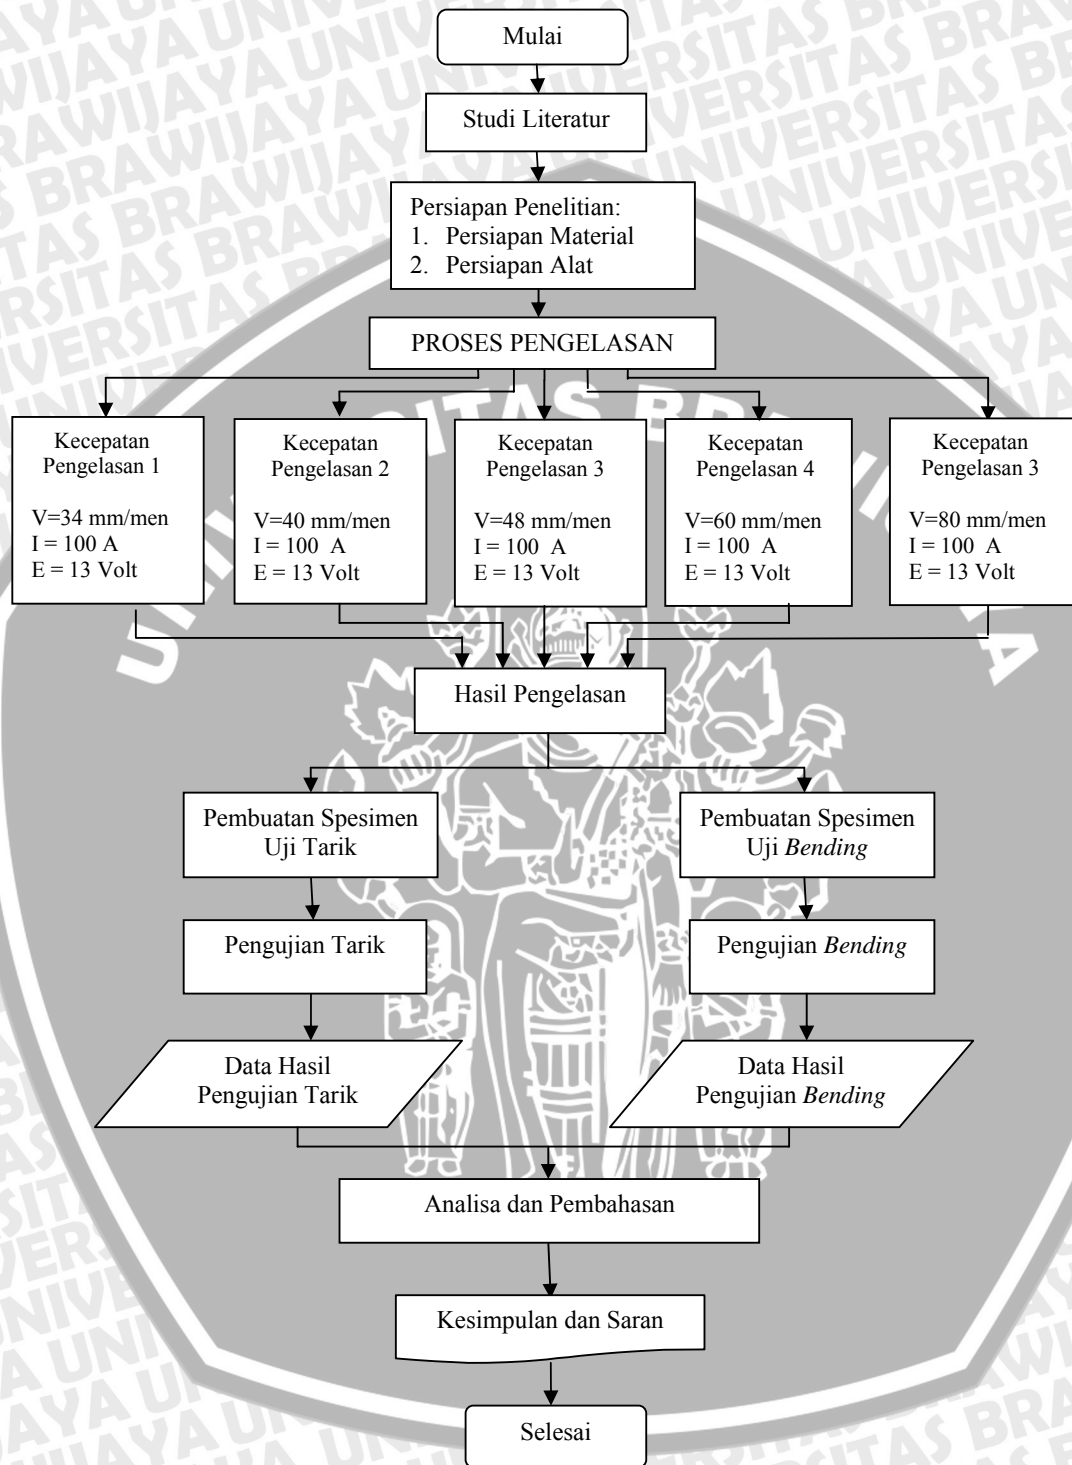 Mulai
Studi Literatur
Persiapan Penelitian:
1. Persiapan Material
2. Persiapan Alat
PROSES PENGELASAN
Kecepatan
Pengelasan 1
V=34 mm/men
I = 100 A
E = 13 Volt
Kecepatan
Pengelasan 2
V=40 mm/men
I = 100 A
E = 13 Volt
Kecepatan
Pengelasan 3
V=48 mm/men
I = 100 A
E = 13 Volt
Kecepatan
Pengelasan 4
V=60 mm/men
I = 100 A
E = 13 Volt
Kecepatan
Pengelasan 3
V=80 mm/men
I = 100 A
E = 13 Volt
Hasil Pengelasan
Pembuatan Spesimen
Uji Tarik
Pembuatan Spesimen
Uji Bending
Pengujian Tarik
Pengujian Bending
Data Hasil
Pengujian Tarik
Data Hasil
Pengujian Bending
Analisa dan Pembahasan
Kesimpulan dan Saran
Selesai